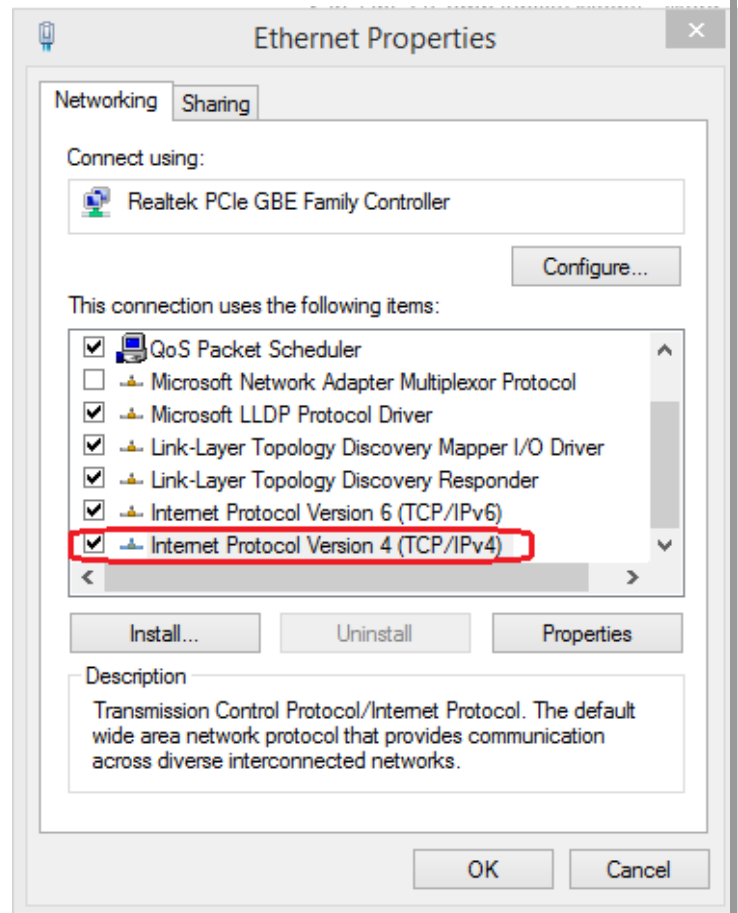 Ethernet Properties
Networking
Sharing
Connect using:
Realtek PCIe GBE Family Controller
Configure...
This connection uses the following items:
QoS Packet Scheduler
Microsoft Network Adapter Multiplexor Protocol
Microsoft LLDP Protocol Driver
Link-Layer Topology Discovery Mapper I/O Driver
Link-Layer Topology Discovery Responder
Internet Protocol Version 6 (TCP/IPv6)
Internet Protocol Version 4 (TCP/IPv4)
Install...
Uninstall
Properties
Description
Transmission Control Protocol/Internet Protocol. The default
wide area network protocol that provides communication
across diverse interconnected networks.
OK
Cancel